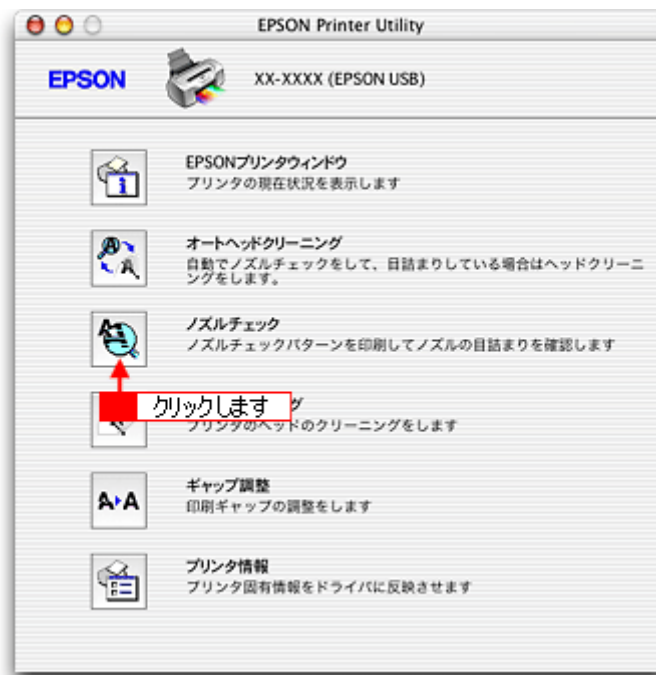 EPSON Printer Utility
EPSON
XX-XXXX (EPSON USB)
EPSONプリンタウィンドウ
プリンタの現在状況を表示します
オートヘッドクリーニング
自動でノズルチェックをして、目詰まりしている場合はヘッドクリーニ
ングをします。
ノズルチェック
ノズルチェックパターンを印刷してノズルの目詰まりを確認します
クリックします
グ
プリンタのヘッドのクリーニングをします
ギャップ調整
印刷ギャップの調整をします
プリンタ情報
プリンタ固有情報をドライバに反映させます